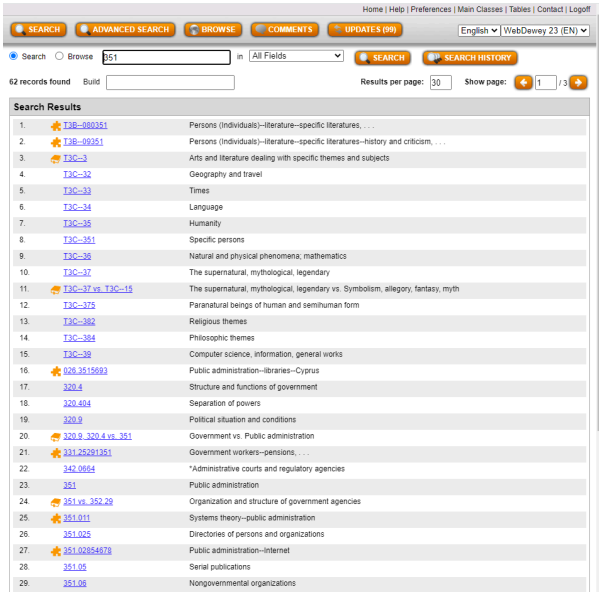 Home | Help | Preferences | Main Classes | Tables | Contact | Logoff
SEARCH ADVANCED SEARCH BROWSE COMMENTS UPDATES (99) English WebDewey 23 (EN)
Search Browse 351 in All Fields SEARCH SEARCH HISTORY
62 records found Build Results per page: 30 Show page: 1 / 3
Search Results
1. T3B--080351 Persons (Individuals)--literature--specific literatures, . . .
2. T3B--09351 Persons (Individuals)--literature--specific literatures--history and criticism, . . .
3. T3C--3 Arts and literature dealing with specific themes and subjects
4. T3C--32 Geography and travel
5. T3C--33 Times
6. T3C--34 Language
7. T3C--35 Humanity
8. T3C--351 Specific persons
9. T3C--36 Natural and physical phenomena; mathematics
10. T3C--37 The supernatural, mythological, legendary
11. T3C--37 vs. T3C--15 The supernatural, mythological, legendary vs. Symbolism, allegory, fantasy, myth
12. T3C--375 Paranatural beings of human and semihuman form
13. T3C--382 Religious themes
14. T3C--384 Philosophic themes
15. T3C--39 Computer science, information, general works
16. 026.3515693 Public administration--libraries--Cyprus
17. 320.4 Structure and functions of government
18. 320.404 Separation of powers
19. 320.9 Political situation and conditions
20. 320.9, 320.4 vs. 351 Government vs. Public administration
21. 331.25291351 Government workers--pensions, . . .
22. 342.0664 *Administrative courts and regulatory agencies
23. 351 Public administration
24. 351 vs. 352.29 Organization and structure of government agencies
25. 351.011 Systems theory--public administration
26. 351.025 Directories of persons and organizations
27. 351.02854678 Public administration--Internet
28. 351.05 Serial publications
29. 351.06 Nongovernmental organizations